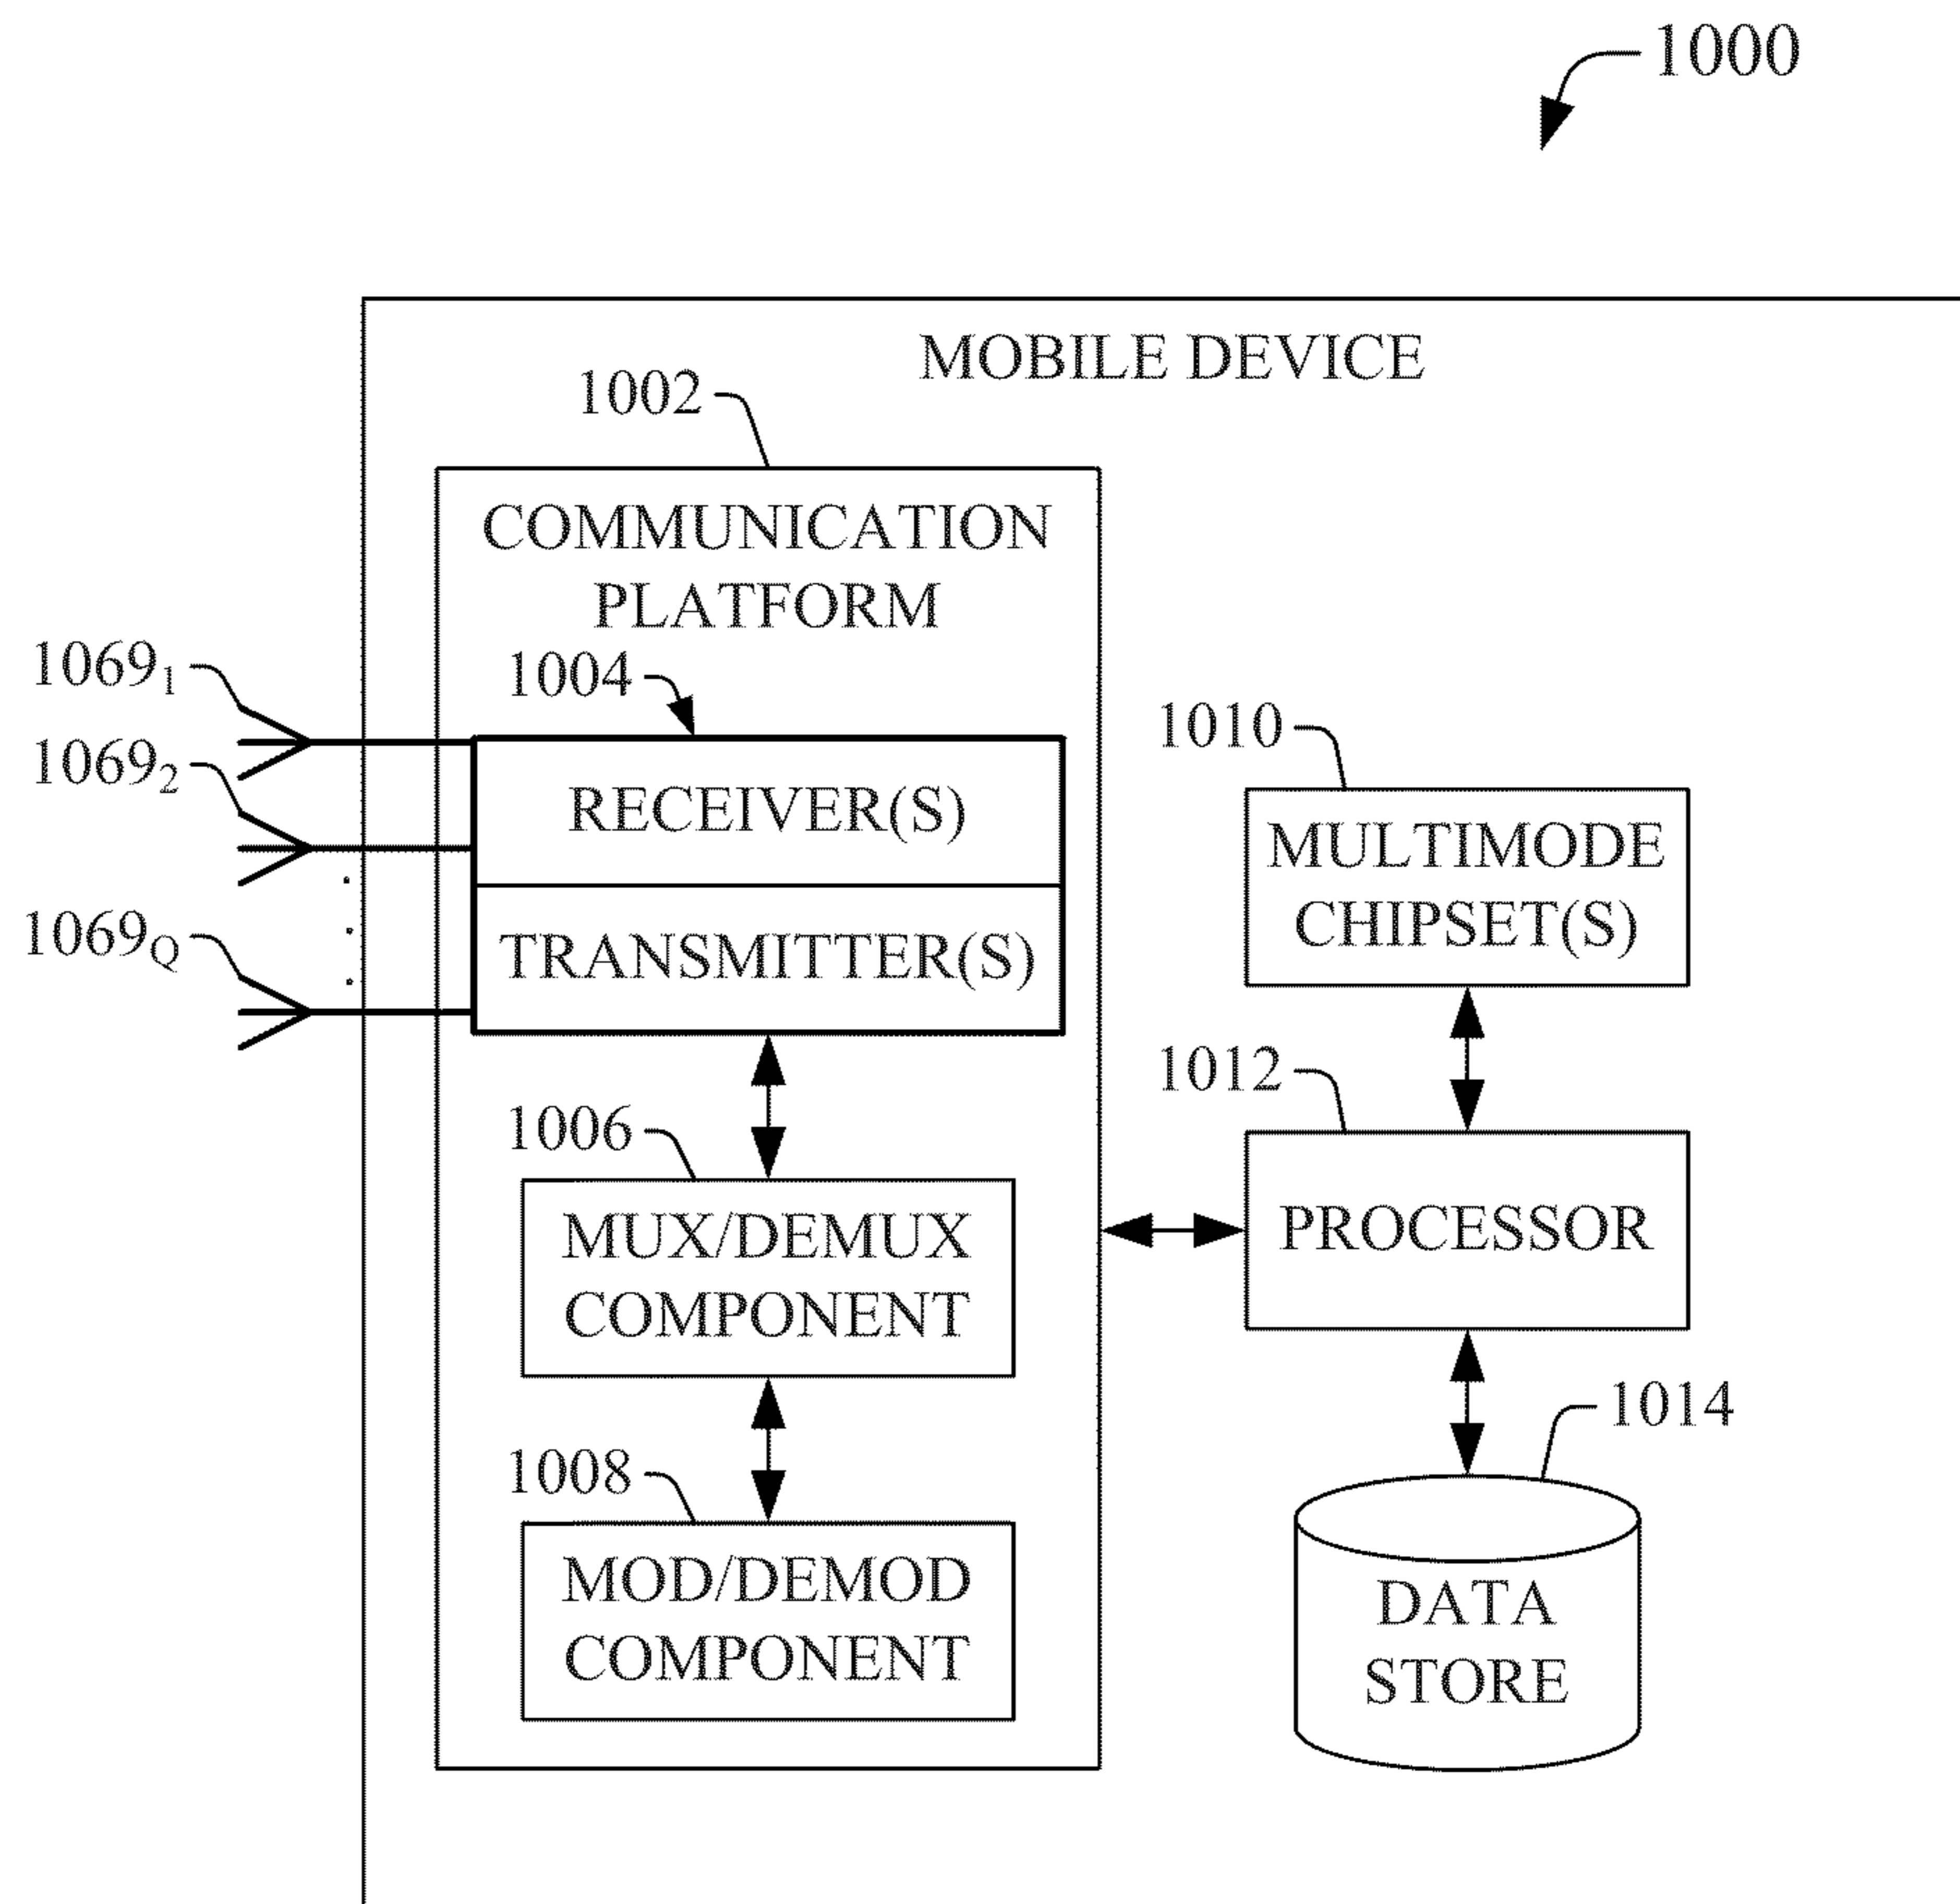 1000
MOBILE DEVICE
1002
COMMUNICATION
PLATFORM
1004
1069₁
1069₂
1069Q
RECEIVER(S)
TRANSMITTER(S)
1006
MUX/DEMUX
COMPONENT
1008
MOD/DEMOD
COMPONENT
1010
MULTIMODE
CHIPSET(S)
1012
PROCESSOR
1014
DATA
STORE